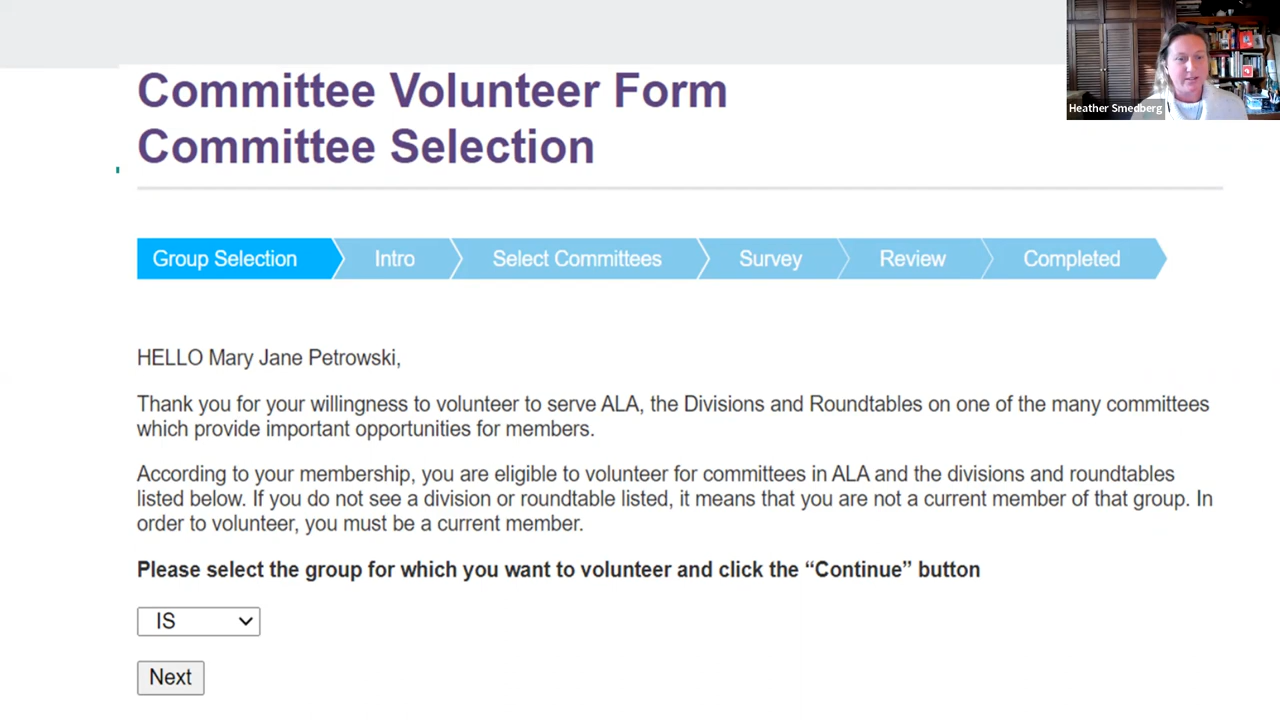 Committee Volunteer Form
Committee Selection
Heather Smedberg
Group Selection
Intro
Select Committees
Survey
Review
Completed
HELLO Mary Jane Petrowski,
Thank you for your willingness to volunteer to serve ALA, the Divisions and Roundtables on one of the many committees
which provide important opportunities for members.
According to your membership, you are eligible to volunteer for committees in ALA and the divisions and roundtables
listed below. If you do not see a division or roundtable listed, it means that you are not a current member of that group. In
order to volunteer, you must be a current member.
Please select the group for which you want to volunteer and click the “Continue” button
IS
Next